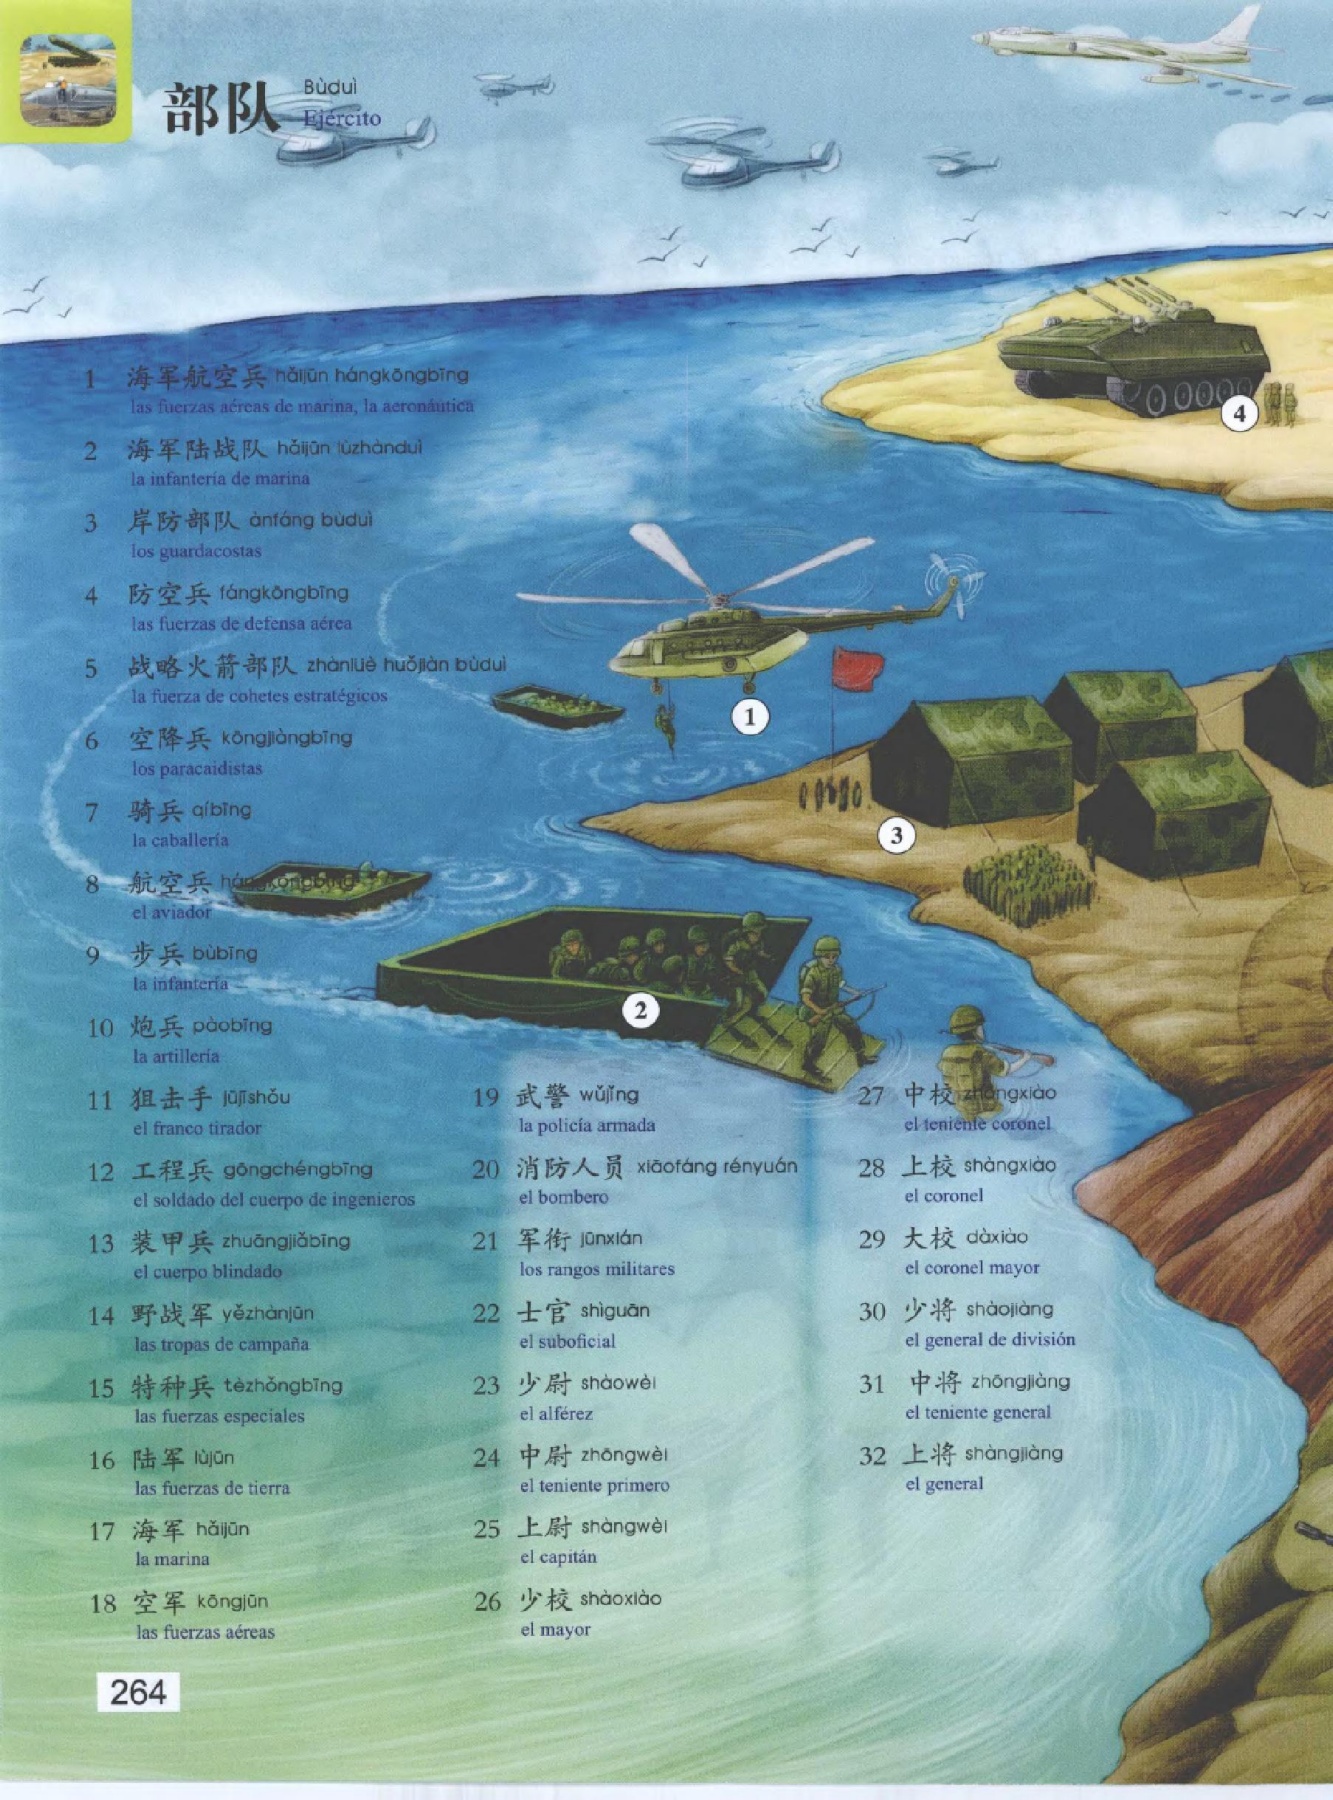 部队 Bùduì
Ejército
1 海军航空兵 hǎijūn hángkōngbīng
las fuerzas aéreas de marina, la aeronáutica
2 海军陆战队 hǎijūn lùzhànduì
la infantería de marina
3 岸防部队 ànfáng bùduì
los guardacostas
4 防空兵 fángkōngbīng
las fuerzas de defensa aérea
5 战略火箭部队 zhànlüè huǒjiàn bùduì
la fuerza de cohetes estratégicos
6 空降兵 kōngjiàngbīng
los paracaidistas
7 骑兵 qíbīng
la caballería
8 航空兵 hángkōngbīng
el aviador
9 步兵 bùbīng
la infantería
10 炮兵 pàobīng
la artillería
11 狙击手 jūjīshǒu
el franco tirador
12 工程兵 gōngchéngbīng
el soldado del cuerpo de ingenieros
13 装甲兵 zhuāngjiǎbīng
el cuerpo blindado
14 野战军 yězhànjūn
las tropas de campaña
15 特种兵 tèzhǒngbīng
las fuerzas especiales
16 陆军 lùjūn
las fuerzas de tierra
17 海军 hǎijūn
la marina
18 空军 kōngjūn
las fuerzas aéreas
19 武警 wǔjǐng
la policía armada
20 消防人员 xiāofáng rényuán
el bombero
21 军衔 jūnxián
los rangos militares
22 士官 shìguān
el suboficial
23 少尉 shàowèi
el alférez
24 中尉 zhōngwèi
el teniente primero
25 上尉 shàngwèi
el capitán
26 少校 shàoxiào
el mayor
27 中校 zhōngxiào
el teniente coronel
28 上校 shàngxiào
el coronel
29 大校 dàxiào
el coronel mayor
30 少将 shàojiàng
el general de división
31 中将 zhōngjiàng
el teniente general
32 上将 shàngjiàng
el general
4
1
3
2
264